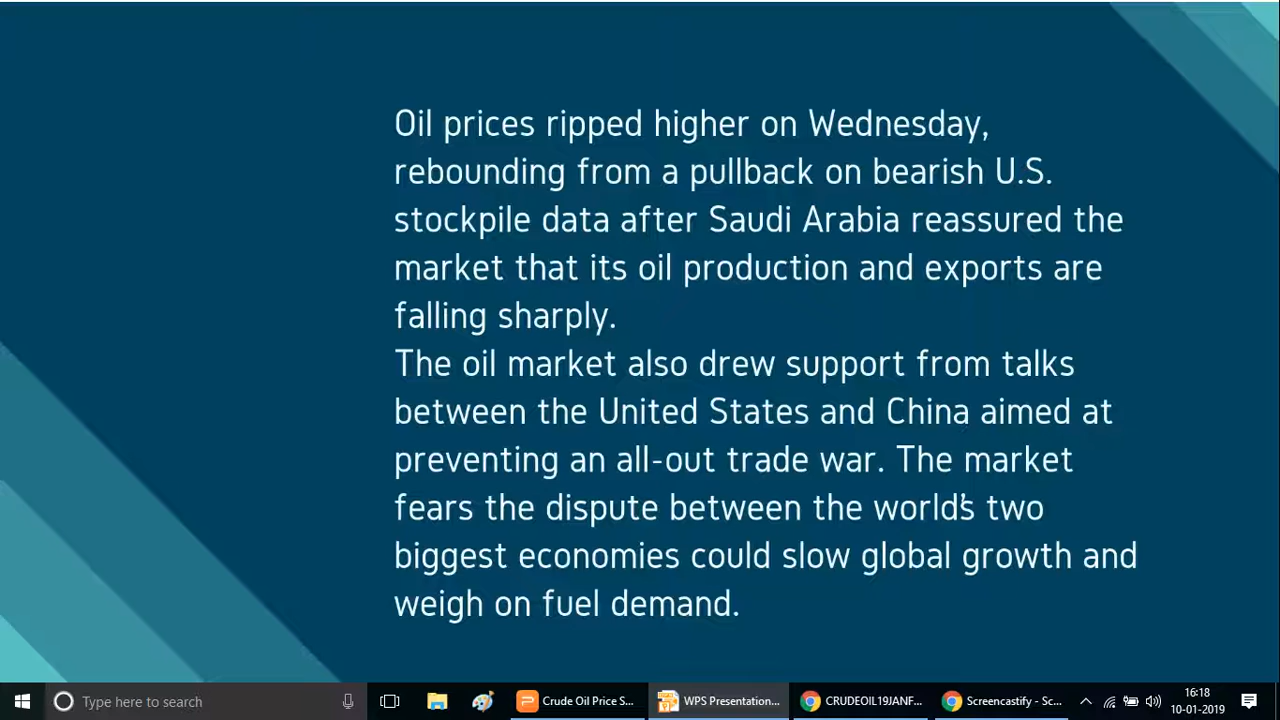 Oil prices ripped higher on Wednesday,
rebounding from a pullback on bearish U.S.
stockpile data after Saudi Arabia reassured the
market that its oil production and exports are
falling sharply.
The oil market also drew support from talks
between the United States and China aimed at
preventing an all-out trade war. The market
fears the dispute between the world's two
biggest economies could slow global growth and
weigh on fuel demand.
Type here to search
Crude Oil Price S...
WPS Presentation...
CRUDEOIL19JANF...
Screencastify - Sc...
16:18
10-01-2019